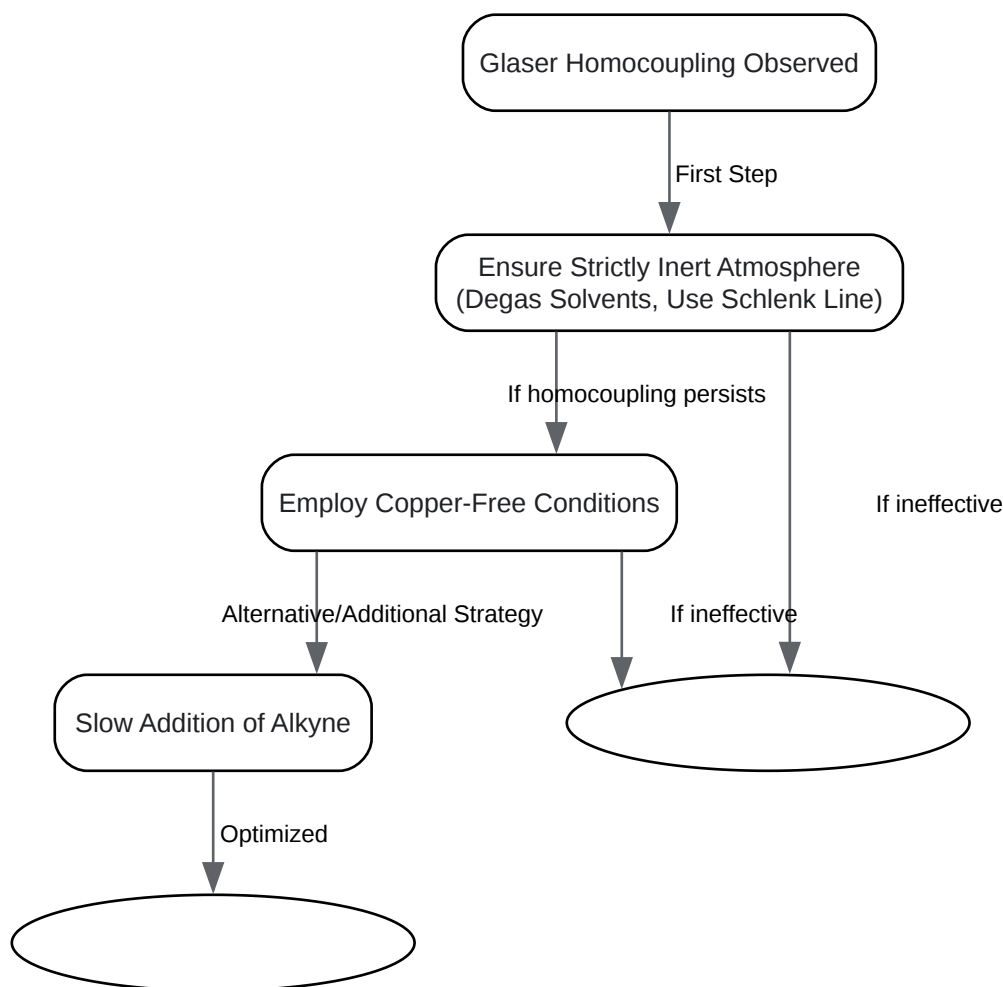 Glaser Homocoupling Observed
First Step
Ensure Strictly Inert Atmosphere
(Degas Solvents, Use Schlenk Line)
If homocoupling persists
Employ Copper-Free Conditions
If ineffective
Alternative/Additional Strategy
If ineffective
Slow Addition of Alkyne
Optimized